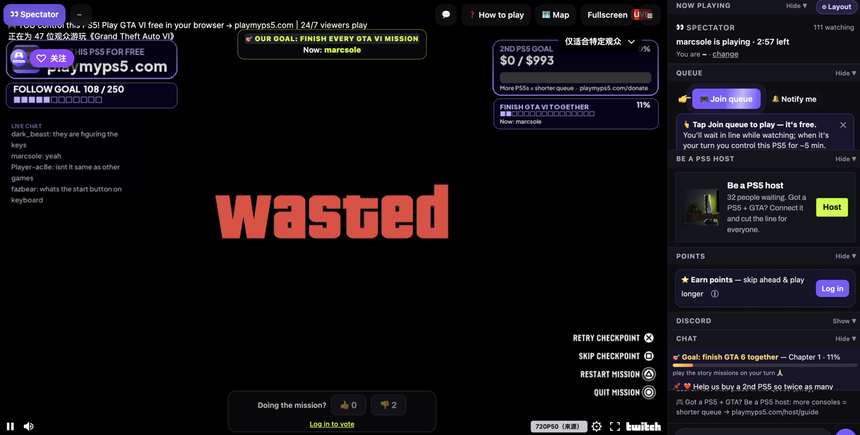 Spectator
YOU control this PS5! Play GTA VI free in your browser → playmyps5.com | 24/7 viewers play
正在为 47 位观众游玩《Grand Theft Auto VI》
THIS PS5 FOR FREE
playmyps5.com
关注
FOLLOW GOAL 108 / 250
LIVE CHAT
dark_beast: they are figuring the
keys
marcsole: yeah
Player-ac8e: isnt it same as other
games
fazbear: whats the start button on
keyboard
OUR GOAL: FINISH EVERY GTA VI MISSION
Now: marcsole
How to play
Map
Fullscreen
仅适合特定观众
2ND PS5 GOAL
$0 / $993
More PS5s = shorter queue · playmyps5.com/donate
FINISH GTA VI TOGETHER
11%
Now: marcsole
wasted
RETRY CHECKPOINT
SKIP CHECKPOINT
RESTART MISSION
QUIT MISSION
Doing the mission? 👍 0 👎 2
Log in to vote
720P50（来源）
twitch
NOW PLAYING Hide ▼
Layout
SPECTATOR 111 watching
marcsole is playing · 2:57 left
You are ~ · change
QUEUE Hide ▼
👉 Join queue
🔔 Notify me
👆 Tap Join queue to play — it's free.
You'll wait in line while watching; when it's
your turn you control this PS5 for ~5 min.
BE A PS5 HOST Hide ▼
Be a PS5 host
32 people waiting. Got a
PS5 + GTA? Connect it
and cut the line for
everyone.
Host
POINTS Hide ▼
⭐ Earn points — skip ahead & play
longer ⓘ
Log in
DISCORD Show ▼
CHAT Hide ▼
🎯 Goal: finish GTA 6 together — Chapter 1 · 11%
play the story missions on your turn 🙏
🚀 ❤️ Help us buy a 2nd PS5 so twice as many
🎮 Got a PS5 + GTA? Be a PS5 host: more consoles =
shorter queue → playmyps5.com/host/guide